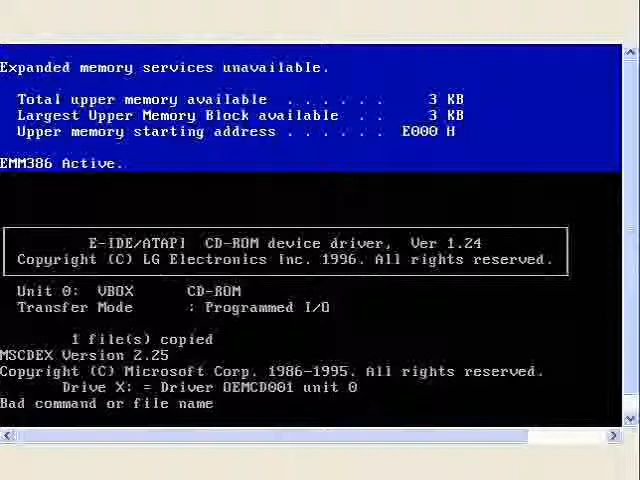 Expanded memory services unavailable.
Total upper memory available . . . . . . 3 KB
Largest Upper Memory Block available . . 3 KB
Upper memory starting address . . . . . . E000 H
EMM386 Active.
E-IDE/ATAPI CD-ROM device driver, Ver 1.24
Copyright (C) LG Electronics Inc. 1996. All rights reserved.
Unit 0: VBOX CD-ROM
Transfer Mode : Programmed I/O
1 file(s) copied
MSCDEX Version 2.25
Copyright (C) Microsoft Corp. 1986-1995. All rights reserved.
Drive X: = Driver OEMCD001 unit 0
Bad command or file name